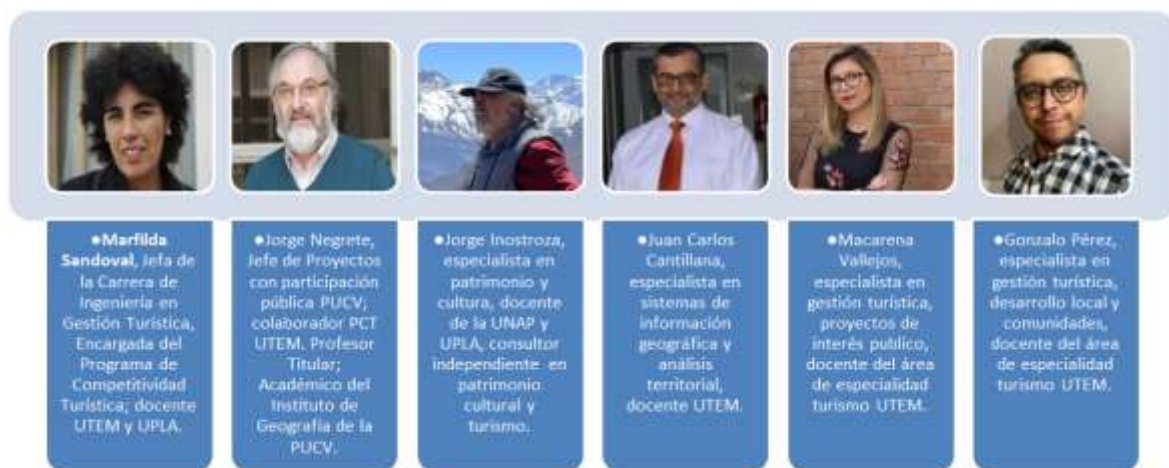 ●Marfilda
Sandoval, Jefa de
la Carrera de
Ingeniería en
Gestión Turística,
Encargada del
Programa de
Competitividad
Turística; docente
UTEM y UPLA.
●Jorge Negrete,
Jefe de Proyectos
con participación
pública PUCV;
colaborador PCT
UTEM. Profesor
Titular;
Académico del
Instituto de
Geografía de la
PUCV.
●Jorge Inostroza,
especialista en
patrimonio y
cultura, docente
de la UNAP y
UPLA, consultor
independiente en
patrimonio
cultural y
turismo.
●Juan Carlos
Cantillana,
especialista en
sistemas de
información
geográfica y
análisis
territorial,
docente UTEM.
●Macarena
Vallejos,
especialista en
gestión turística,
proyectos de
interés publico,
docente del área
de especialidad
turismo UTEM.
●Gonzalo Pérez,
especialista en
gestión turística,
desarrollo local y
comunidades,
docente del área
de especialidad
turismo UTEM.